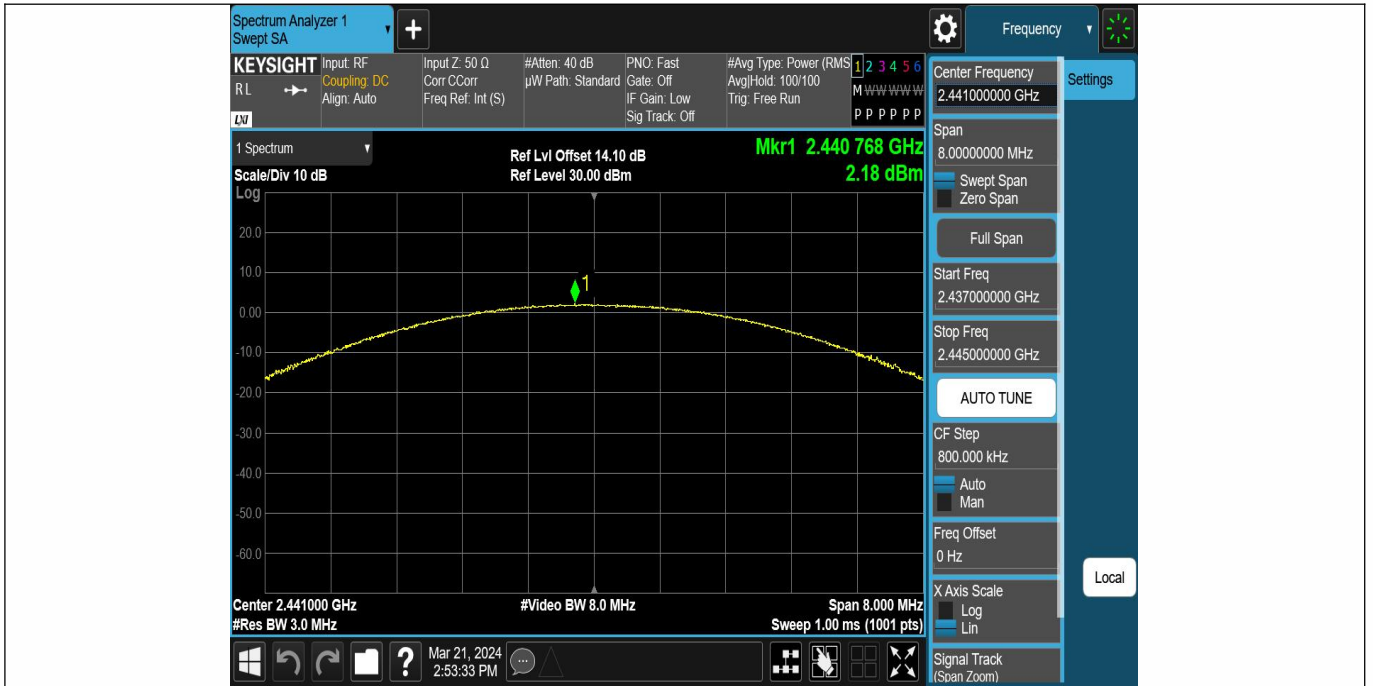 Spectrum Analyzer 1
Swept SA
+
Frequency
KEYSIGHT
RL
LXI
Input: RF
Coupling: DC
Align: Auto
Input Z: 50 Ω
Corr CCorr
Freq Ref: Int (S)
#Atten: 40 dB
µW Path: Standard
PNO: Fast
Gate: Off
IF Gain: Low
Sig Track: Off
#Avg Type: Power (RMS
Avg|Hold: 100/100
Trig: Free Run
1 2 3 4 5 6
M W W W W W
P P P P P P
1 Spectrum
Scale/Div 10 dB
Ref Lvl Offset 14.10 dB
Ref Level 30.00 dBm
Mkr1 2.440 768 GHz
2.18 dBm
Log
20.0
10.0
0.00
-10.0
-20.0
-30.0
-40.0
-50.0
-60.0
1
Center 2.441000 GHz
#Res BW 3.0 MHz
#Video BW 8.0 MHz
Span 8.000 MHz
Sweep 1.00 ms (1001 pts)
Center Frequency
2.441000000 GHz
Settings
Span
8.00000000 MHz
Swept Span
Zero Span
Full Span
Start Freq
2.437000000 GHz
Stop Freq
2.445000000 GHz
AUTO TUNE
CF Step
800.000 kHz
Auto
Man
Freq Offset
0 Hz
Local
X Axis Scale
Log
Lin
Signal Track
(Span Zoom)
?
Mar 21, 2024
2:53:33 PM